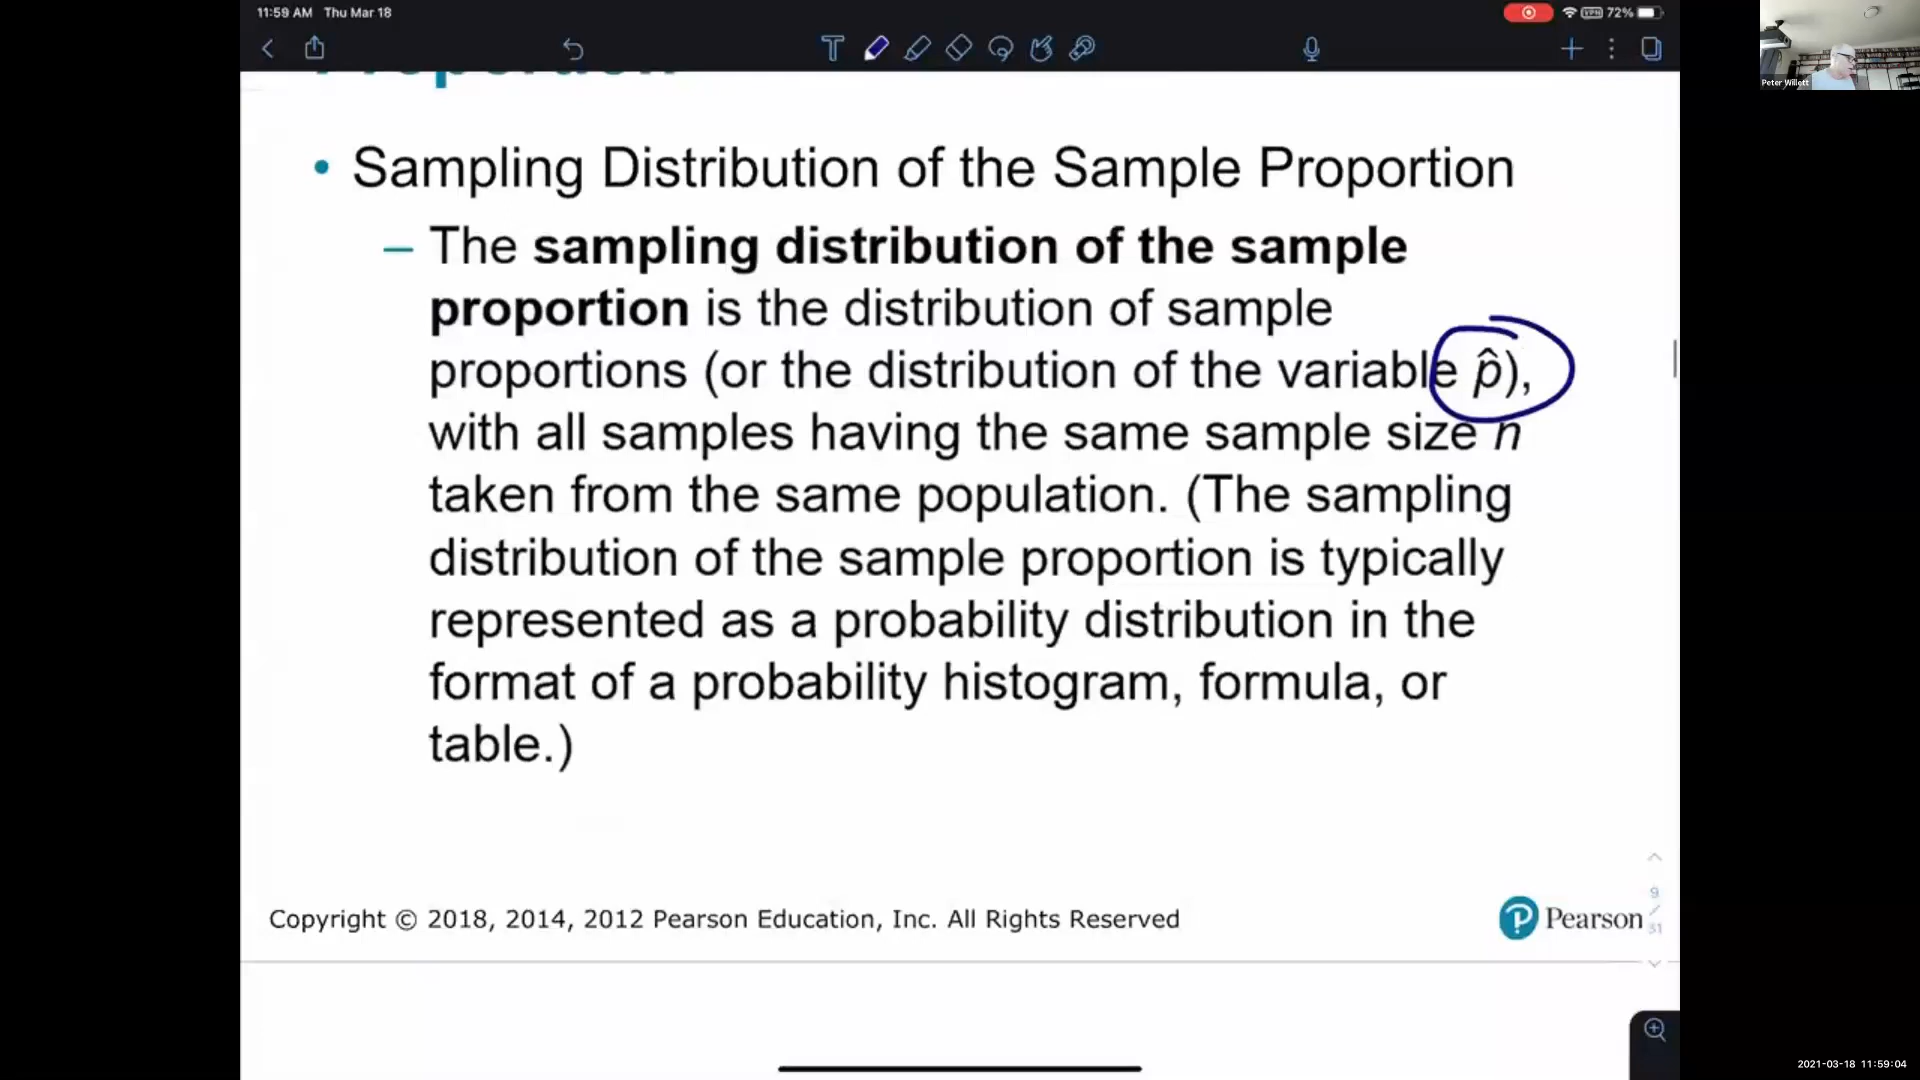 11:59 AM Thu Mar 18
VPN 72%
Peter Willett
• Sampling Distribution of the Sample Proportion
– The sampling distribution of the sample
proportion is the distribution of sample
proportions (or the distribution of the variable p̂),
with all samples having the same sample size n
taken from the same population. (The sampling
distribution of the sample proportion is typically
represented as a probability distribution in the
format of a probability histogram, formula, or
table.)
Copyright © 2018, 2014, 2012 Pearson Education, Inc. All Rights Reserved
Pearson
9
/
31
2021-03-18 11:59:04